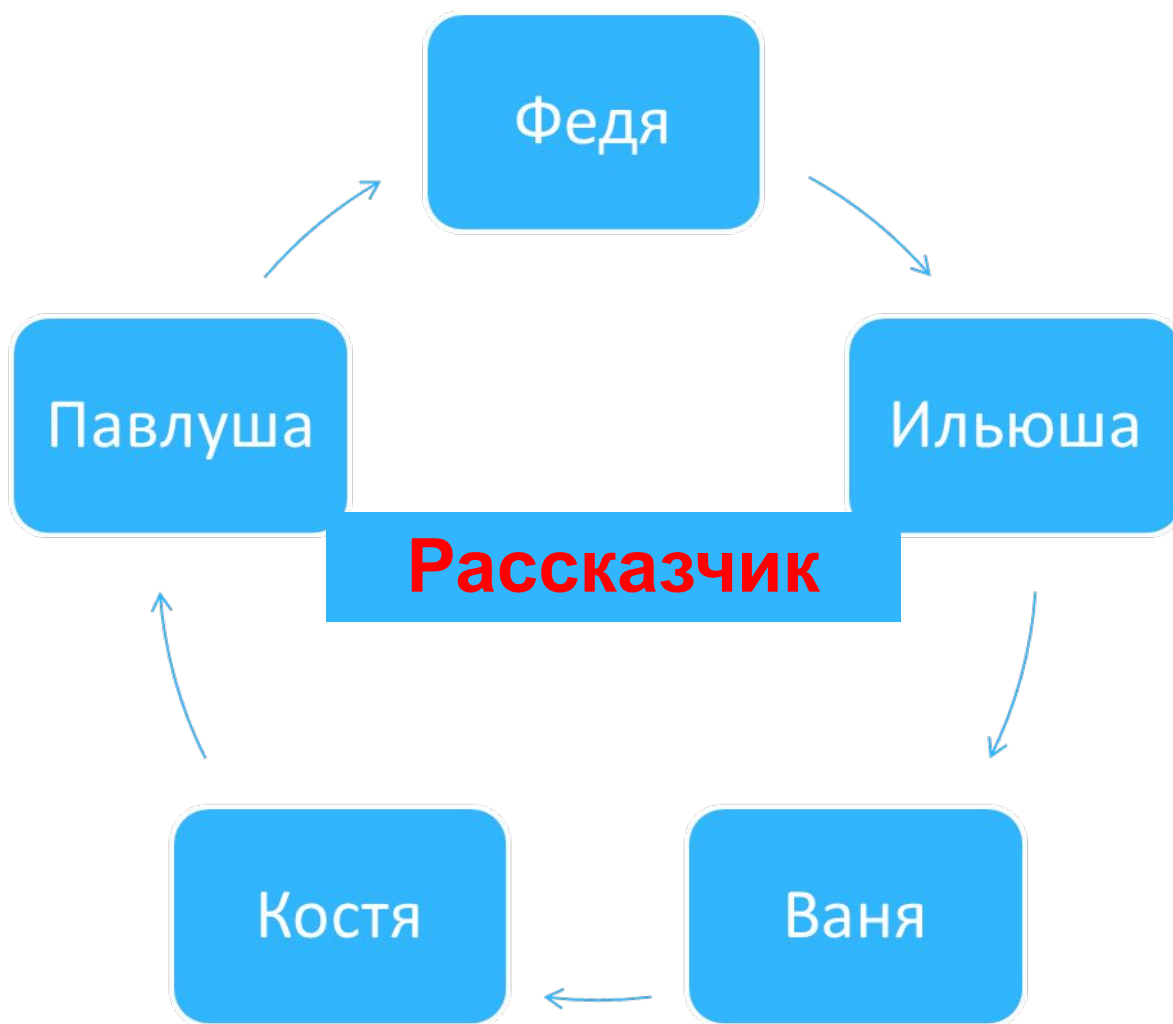 Федя
Павлуша
Ильюша
Рассказчик
Костя
Ваня